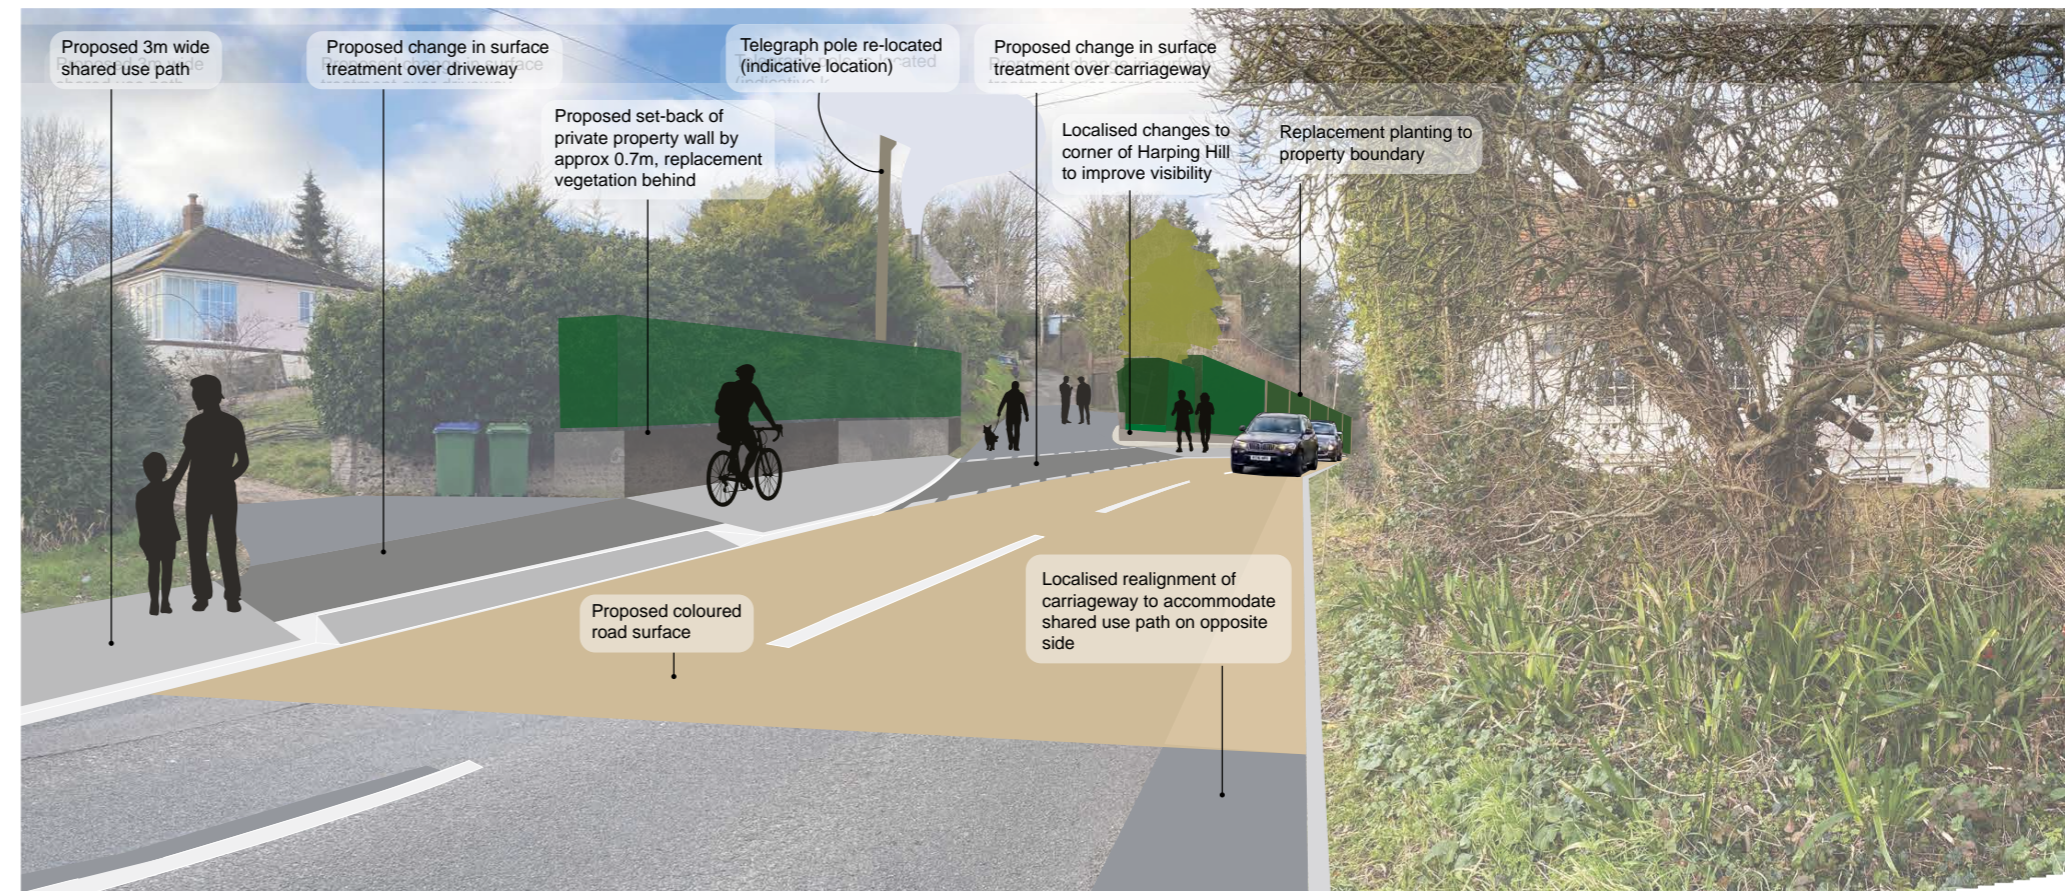 Proposed 3m wide
shared use path
Proposed change in surface
treatment over driveway
Proposed set-back of
private property wall by
approx 0.7m, replacement
vegetation behind
Telegraph pole re-located
(indicative location)
Proposed change in surface
treatment over carriageway
Localised changes to
corner of Harping Hill
to improve visibility
Replacement planting to
property boundary
Proposed coloured
road surface
Localised realignment of
carriageway to accommodate
shared use path on opposite
side